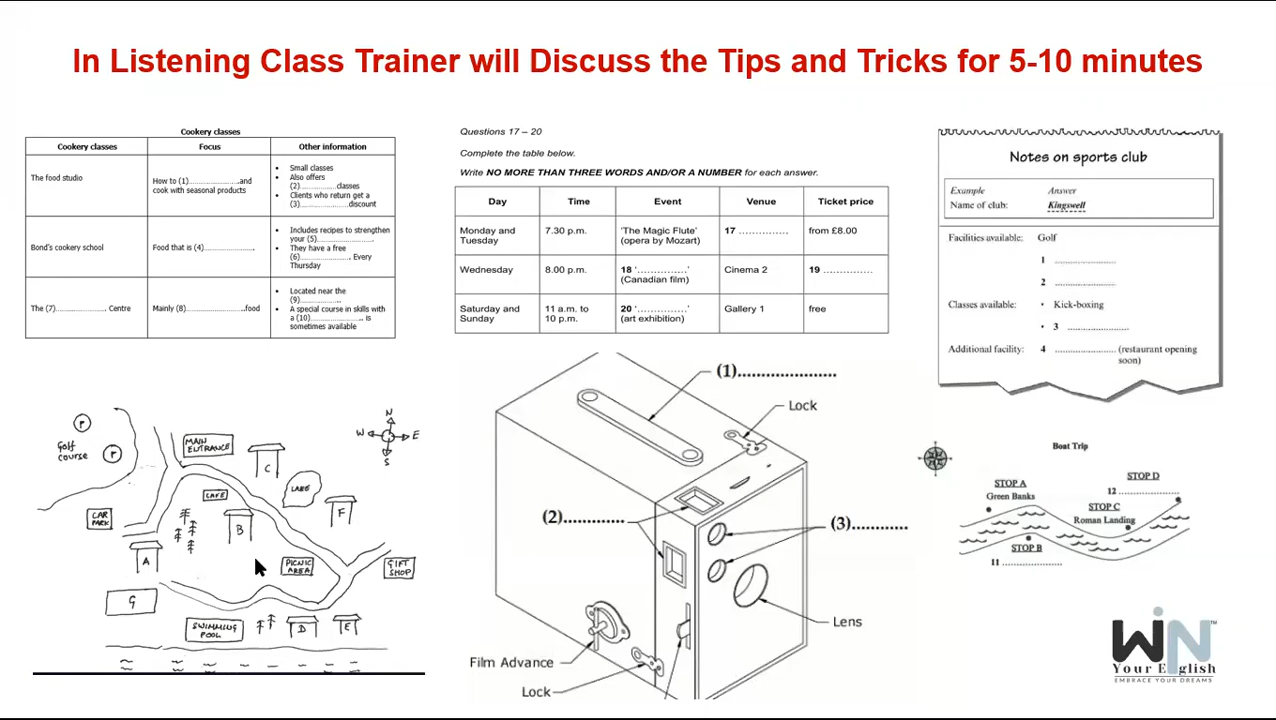 In Listening Class Trainer will Discuss the Tips and Tricks for 5-10 minutes
Cookery classes
Cookery classes Focus Other information
The food studio
How to (1)......................and
cook with seasonal products
• Small classes
• Also offers
(2)................classes
• Clients who return get a
(3)....................discount
Bond's cookery school
Food that is (4).....................
• Includes recipes to strengthen
your (5)......................
• They have a free
(6)....................... Every
Thursday
The (7)...................... Centre
Mainly (8)........................food
• Located near the
(9)....................
• A special course in skills with
a (10)....................... is
sometimes available
Questions 17 – 20
Complete the table below.
Write NO MORE THAN THREE WORDS AND/OR A NUMBER for each answer.
Day Time Event Venue Ticket price
Monday and
Tuesday
7.30 p.m.
'The Magic Flute'
(opera by Mozart)
17 ..............
from £8.00
Wednesday
8.00 p.m.
18 '..............'
(Canadian film)
Cinema 2
19 ..............
Saturday and
Sunday
11 a.m. to
10 p.m.
20 '..............'
(art exhibition)
Gallery 1
free
Notes on sports club
Example Answer
Name of club: Kingswell
Facilities available: Golf
1 ....................
2 ....................
Classes available: • Kick-boxing
• 3 ....................
Additional facility: 4 .................... (restaurant opening
soon)
P
Golf
course
P
MAIN
ENTRANCE
N
W E
S
C
CAFE
LAKE
CAR
PARK
B
F
A
PICNIC
AREA
GIFT
SHOP
G
SWIMMING
POOL
D
E
(1).....................
Lock
(2).............
(3)............
Lens
Film Advance
Lock
Boat Trip
STOP A
Green Banks
STOP D
12 ....................
STOP C
Roman Landing
STOP B
11 ....................
WiN™
Your English
EMBRACE YOUR DREAMS